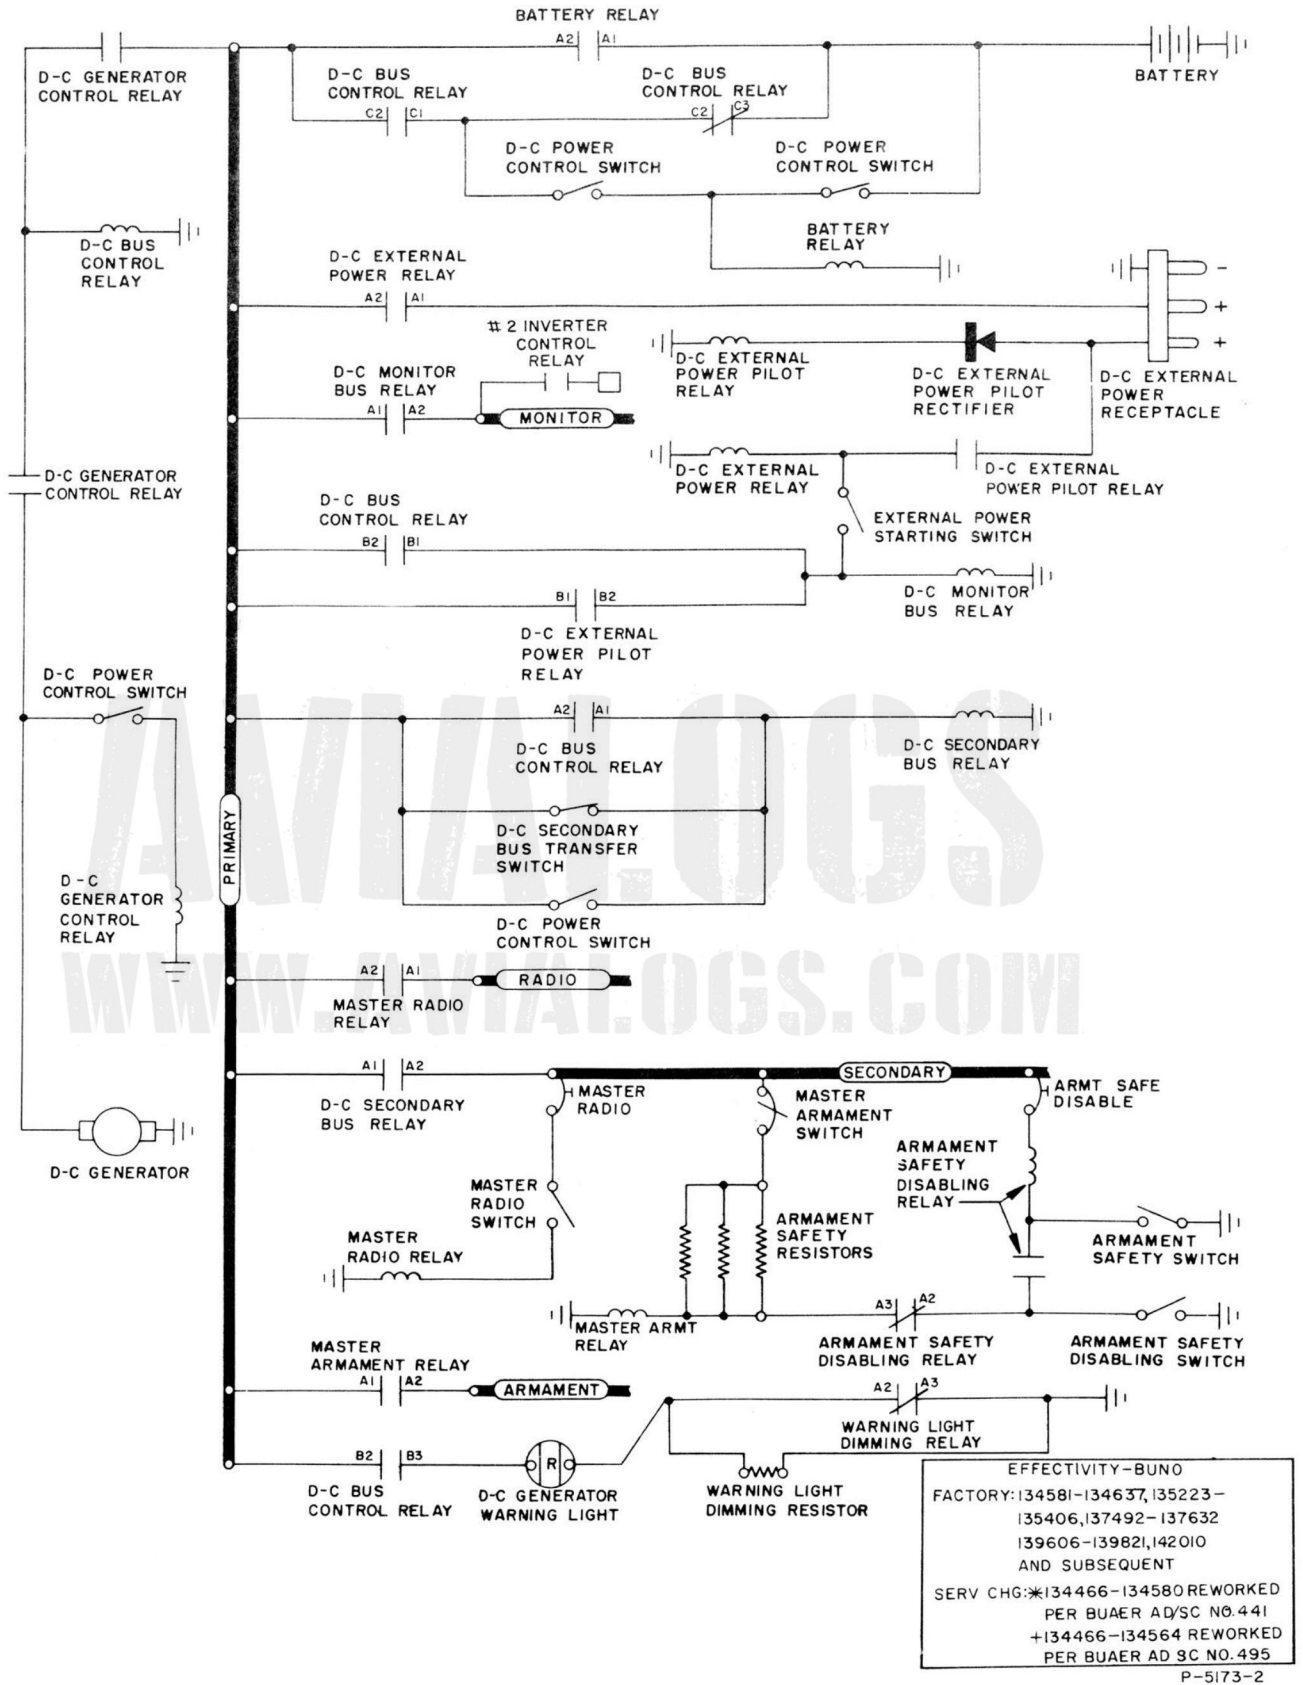 BATTERY RELAY
A2 A1
D-C GENERATOR
CONTROL RELAY
D-C BUS
CONTROL RELAY
C2 C1
D-C BUS
CONTROL RELAY
C2 C3
BATTERY
D-C POWER
CONTROL SWITCH
D-C POWER
CONTROL SWITCH
D-C BUS
CONTROL
RELAY
BATTERY
RELAY
D-C EXTERNAL
POWER RELAY
A2 A1
-
+
+
# 2 INVERTER
CONTROL
RELAY
D-C EXTERNAL
POWER PILOT
RELAY
D-C EXTERNAL
POWER PILOT
RECTIFIER
D-C EXTERNAL
POWER
RECEPTACLE
D-C MONITOR
BUS RELAY
A1 A2
MONITOR
D-C GENERATOR
CONTROL RELAY
D-C EXTERNAL
POWER RELAY
D-C EXTERNAL
POWER PILOT RELAY
D-C BUS
CONTROL RELAY
B2 B1
EXTERNAL POWER
STARTING SWITCH
D-C MONITOR
BUS RELAY
B1 B2
D-C EXTERNAL
POWER PILOT
RELAY
D-C POWER
CONTROL SWITCH
A2 A1
D-C BUS
CONTROL RELAY
D-C SECONDARY
BUS RELAY
AVIALOGS
PRIMARY
D-C SECONDARY
BUS TRANSFER
SWITCH
D-C
GENERATOR
CONTROL
RELAY
D-C POWER
CONTROL SWITCH
WWW.AVIALOGS.COM
A2 A1
RADIO
MASTER RADIO
RELAY
A1 A2
SECONDARY
D-C SECONDARY
BUS RELAY
MASTER
RADIO
MASTER
ARMAMENT
SWITCH
ARMT SAFE
DISABLE
D-C GENERATOR
MASTER
RADIO
SWITCH
ARMAMENT
SAFETY
DISABLING
RELAY
ARMAMENT
SAFETY
RESISTORS
ARMAMENT
SAFETY SWITCH
MASTER
RADIO RELAY
MASTER ARMT
RELAY
A3 A2
ARMAMENT SAFETY
DISABLING RELAY
ARMAMENT SAFETY
DISABLING SWITCH
MASTER
ARMAMENT RELAY
A1 A2
ARMAMENT
A2 A3
WARNING LIGHT
DIMMING RELAY
B2 B3
R
D-C BUS
CONTROL RELAY
D-C GENERATOR
WARNING LIGHT
WARNING LIGHT
DIMMING RESISTOR
EFFECTIVITY-BUNO
FACTORY: 134581-134637, 135223-
135406, 137492-137632
139606-139821, 142010
AND SUBSEQUENT
SERV CHG: *134466-134580 REWORKED
PER BUAER AD/SC NO. 441
+134466-134564 REWORKED
PER BUAER AD SC NO. 495
P-5173-2